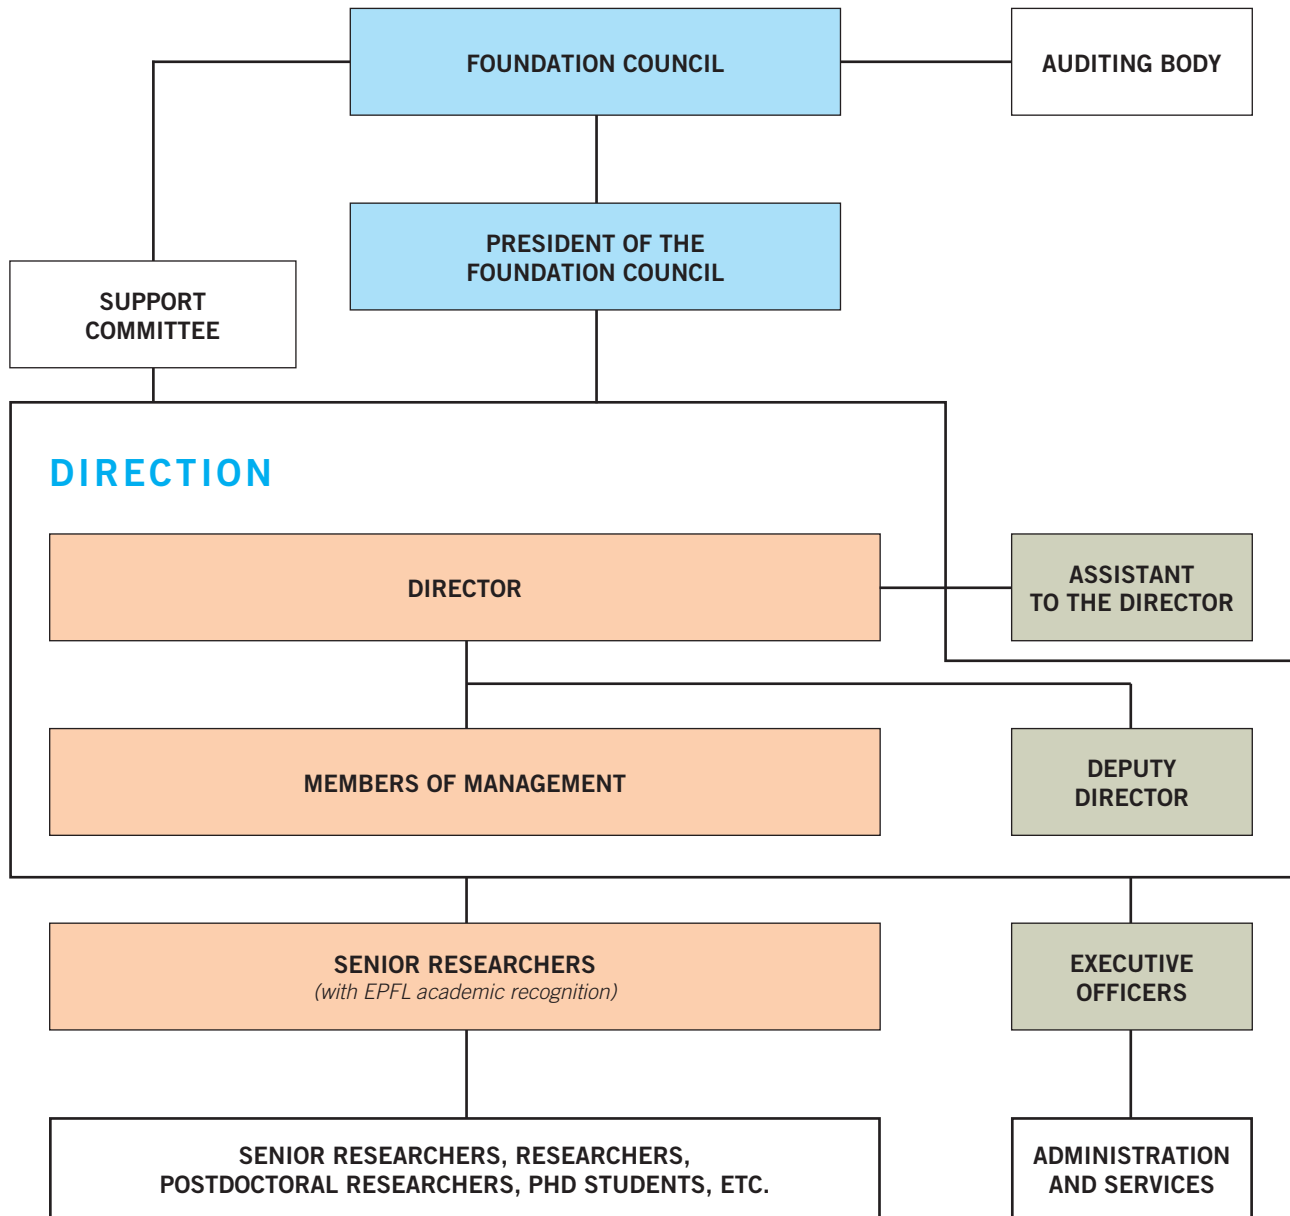 FOUNDATION COUNCIL
AUDITING BODY
PRESIDENT OF THE
FOUNDATION COUNCIL
SUPPORT
COMMITTEE
DIRECTION
DIRECTOR
ASSISTANT
TO THE DIRECTOR
MEMBERS OF MANAGEMENT
DEPUTY
DIRECTOR
SENIOR RESEARCHERS
(with EPFL academic recognition)
EXECUTIVE
OFFICERS
SENIOR RESEARCHERS, RESEARCHERS,
POSTDOCTORAL RESEARCHERS, PHD STUDENTS, ETC.
ADMINISTRATION
AND SERVICES